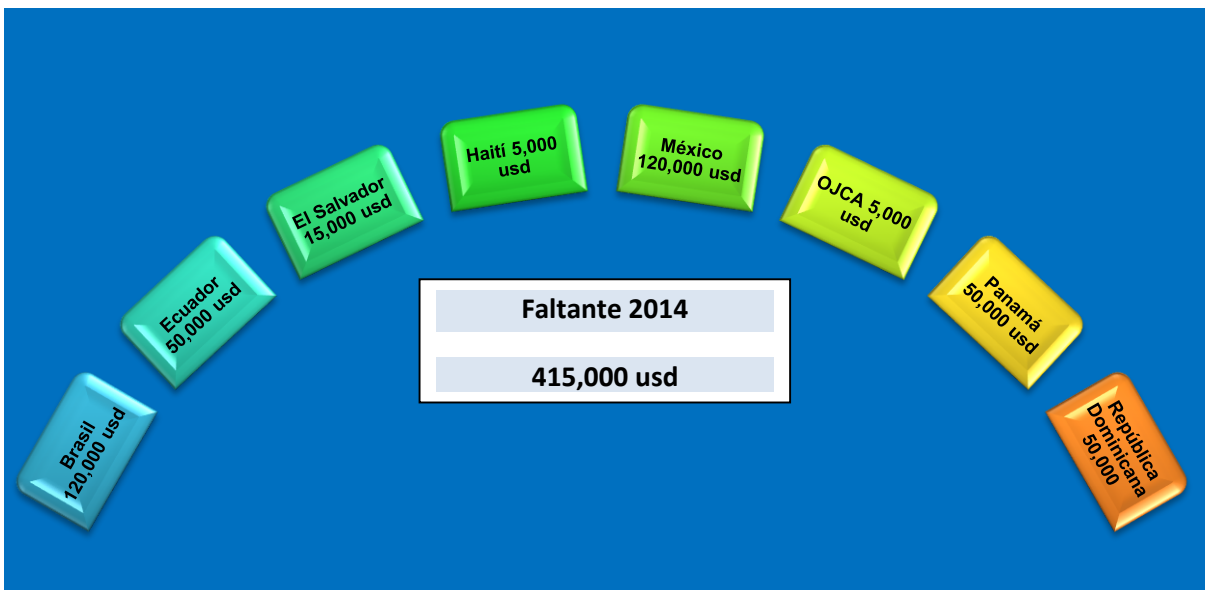 Brasil
120,000 usd
Ecuador
50,000 usd
El Salvador
15,000 usd
Haití 5,000
usd
México
120,000 usd
OJCA 5,000
usd
Panamá
50,000 usd
República
Dominicana
50,000
Faltante 2014
415,000 usd